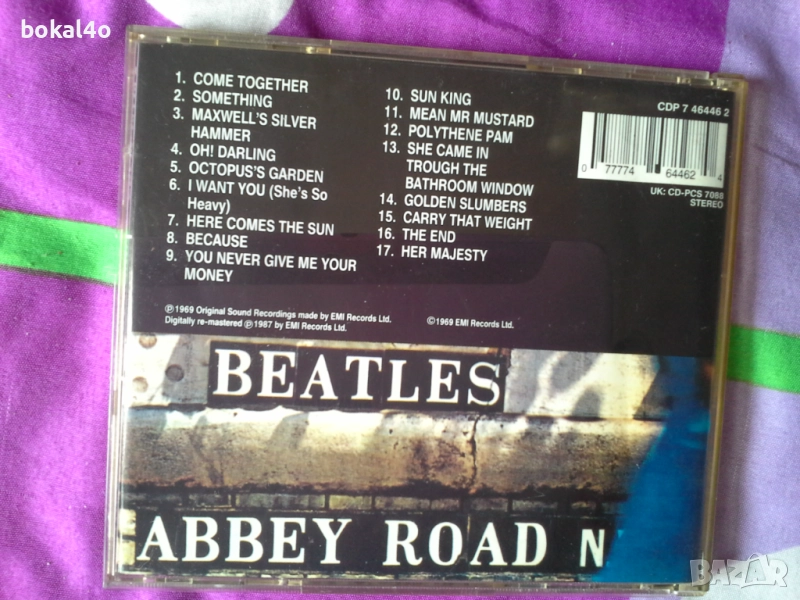 bokal4o
1. COME TOGETHER
2. SOMETHING
3. MAXWELL'S SILVER
HAMMER
4. OH! DARLING
5. OCTOPUS'S GARDEN
6. I WANT YOU (She's So
Heavy)
7. HERE COMES THE SUN
8. BECAUSE
9. YOU NEVER GIVE ME YOUR
MONEY
10. SUN KING
11. MEAN MR MUSTARD
12. POLYTHENE PAM
13. SHE CAME IN
TROUGH THE
BATHROOM WINDOW
14. GOLDEN SLUMBERS
15. CARRY THAT WEIGHT
16. THE END
17. HER MAJESTY
CDP 7 46446 2
0 77774 64462 4
UK: CD-PCS 7088
STEREO
℗1969 Original Sound Recordings made by EMI Records Ltd.
Digitally re-mastered ℗1987 by EMI Records Ltd.
©1969 EMI Records Ltd.
BEATLES
ABBEY ROAD N
BAZAR